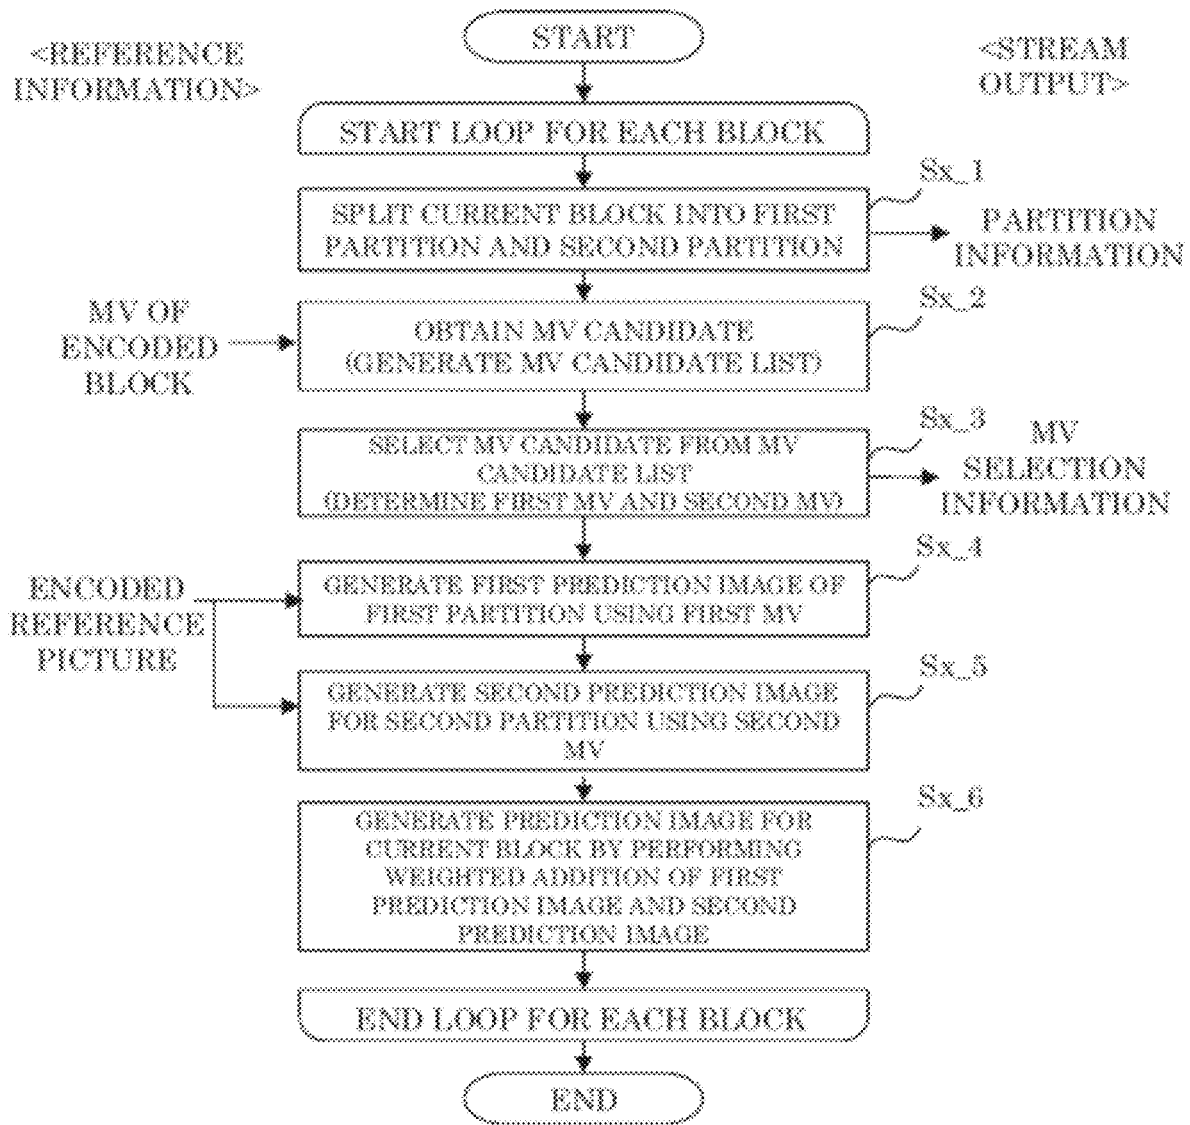 START
<REFERENCE
INFORMATION>
<STREAM
OUTPUT>
START LOOP FOR EACH BLOCK
Sx_1
SPLIT CURRENT BLOCK INTO FIRST
PARTITION AND SECOND PARTITION
PARTITION
INFORMATION
Sx_2
MV OF
ENCODED
BLOCK
OBTAIN MV CANDIDATE
(GENERATE MV CANDIDATE LIST)
Sx_3
SELECT MV CANDIDATE FROM MV
CANDIDATE LIST
(DETERMINE FIRST MV AND SECOND MV)
MV
SELECTION
INFORMATION
Sx_4
ENCODED
REFERENCE
PICTURE
GENERATE FIRST PREDICTION IMAGE OF
FIRST PARTITION USING FIRST MV
Sx_5
GENERATE SECOND PREDICTION IMAGE
FOR SECOND PARTITION USING SECOND
MV
Sx_6
GENERATE PREDICTION IMAGE FOR
CURRENT BLOCK BY PERFORMING
WEIGHTED ADDITION OF FIRST
PREDICTION IMAGE AND SECOND
PREDICTION IMAGE
END LOOP FOR EACH BLOCK
END